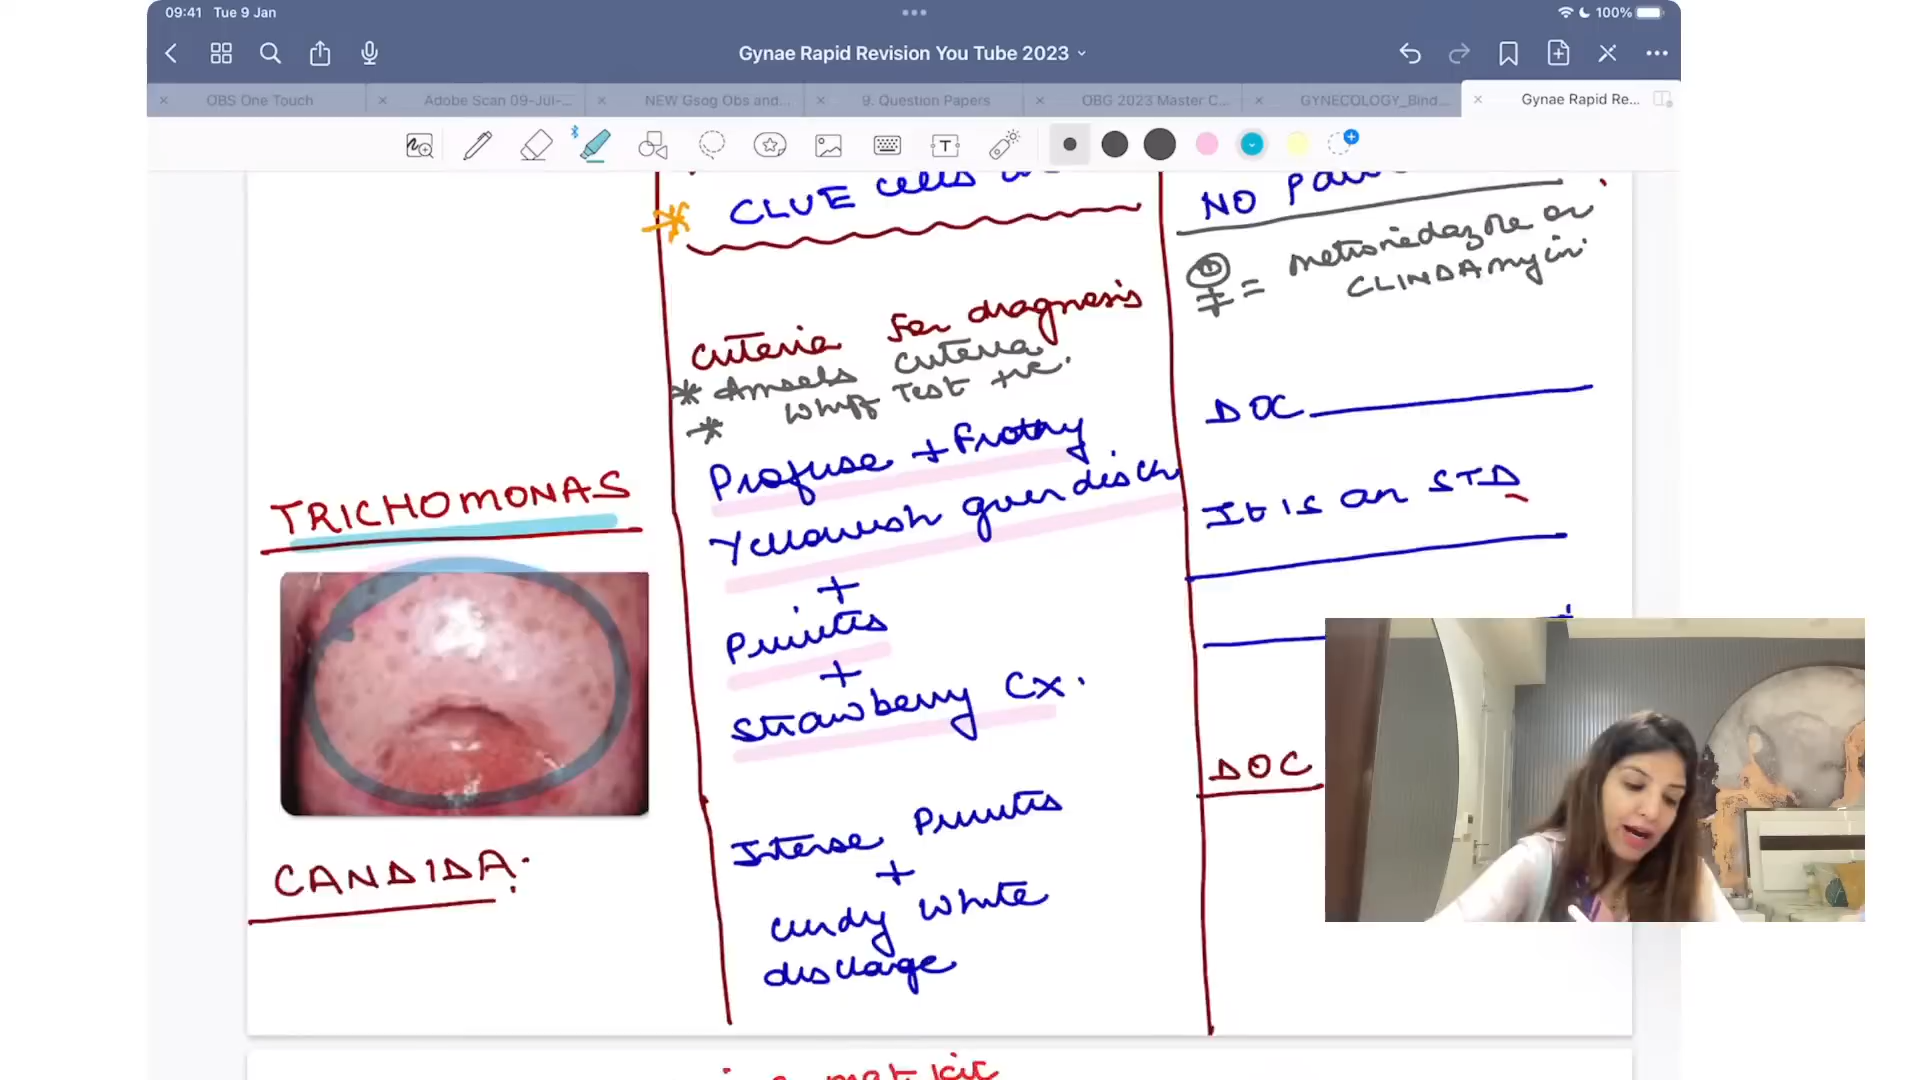 09:41 Tue 9 Jan
100%
Gynae Rapid Revision You Tube 2023
OBS One Touch
Adobe Scan 09-Jul-...
NEW Gsog Obs and...
9. Question Papers
OBG 2023 Master C...
GYNECOLOGY_Bind...
Gynae Rapid Re...
CLUE cells
Criteria for diagnosis
* Amsels criteria
* Whiff Test +ve.
TRICHOMONAS
Profuse + Frothy
Yellowish green disch
+
Pruritis
+
Strawberry Cx.
CANDIDA.
Intense Pruritis
+
curdy white
discharge
NO
= metronidazole or
CLINDAmycin
DOC
It is an STD
DOC